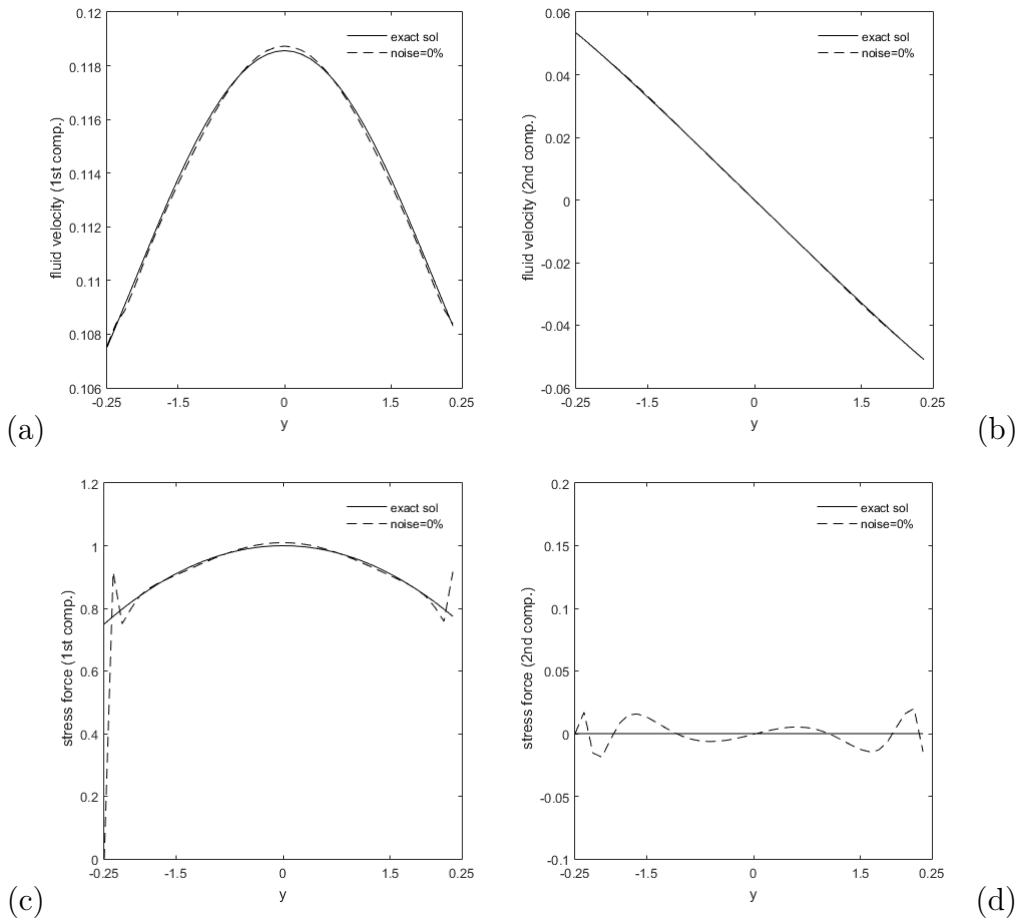 0.12
0.118
0.116
0.114
0.112
0.11
0.108
0.106
fluid velocity (1st comp.)
exact sol
noise=0%
-0.25
-1.5
0
1.5
0.25
y
(a)
0.06
0.04
0.02
0
-0.02
-0.04
-0.06
fluid velocity (2nd comp.)
exact sol
noise=0%
-0.25
-1.5
0
1.5
0.25
y
(b)
1.2
1
0.8
0.6
0.4
0.2
0
stress force (1st comp.)
exact sol
noise=0%
-0.25
-1.5
0
1.5
0.25
y
(c)
0.2
0.15
0.1
0.05
0
-0.05
-0.1
stress force (2nd comp.)
exact sol
noise=0%
-0.25
-1.5
0
1.5
0.25
y
(d)